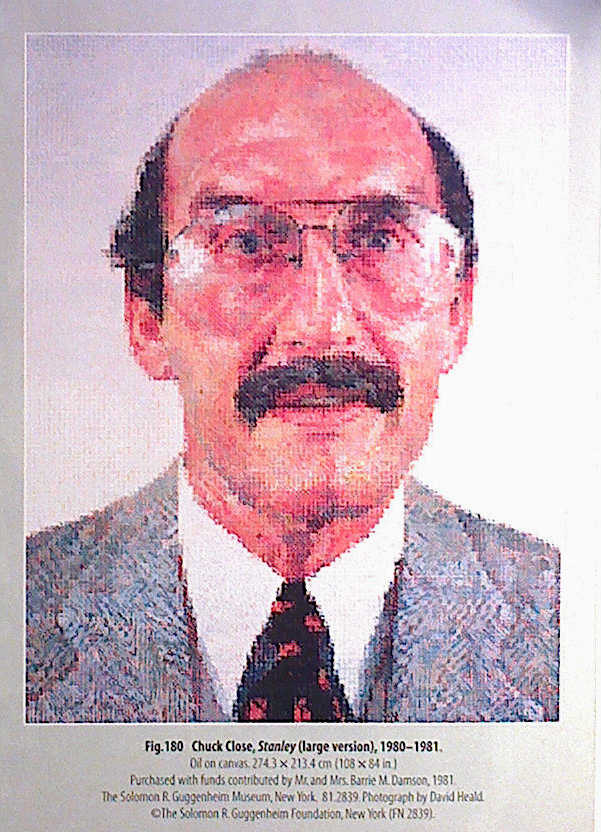 Fig.180 Chuck Close, Stanley (large version), 1980–1981.
Oil on canvas. 274.3 × 213.4 cm (108 × 84 in.)
Purchased with funds contributed by Mr. and Mrs. Barrie M. Damson, 1981.
The Solomon R. Guggenheim Museum, New York. 81.2839. Photograph by David Heald.
©The Solomon R. Guggenheim Foundation, New York (FN 2839).